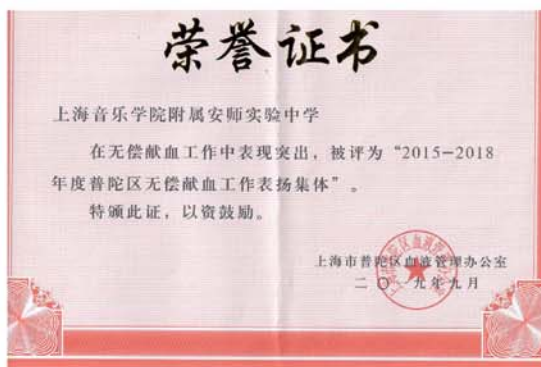 荣誉证书
上海音乐学院附属安师实验中学
在无偿献血工作中表现突出，被评为“2015-2018
年度普陀区无偿献血工作表扬集体”。
特颁此证，以资鼓励。
上海市普陀区血液管理办公室
二〇一九年九月